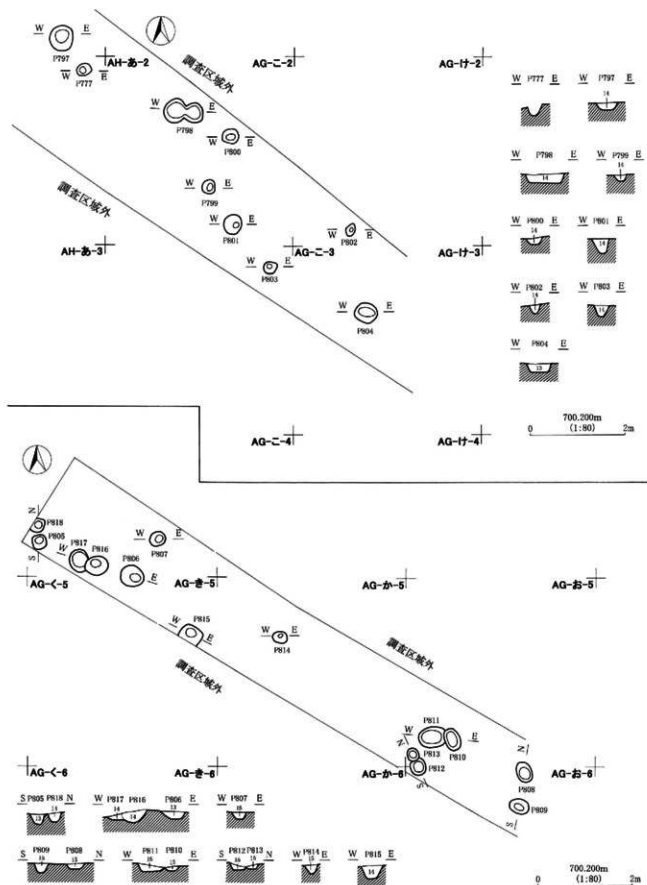 W E
P797
AH-あ-2
W E
P777
AG-こ-2
AG-け-2
調査区域外
W E
P798
W E
P800
W E
P799
調査区域外
W E
P801
W E
P802
AH-あ-3
AG-こ-3
AG-け-3
W E
P803
W E
P804
W P777 E
W P797 E
14
W P798 E
14
W P799 E
14
W P800 E
14
W P801 E
14
W P802 E
14
W P803 E
14
W P804 E
13
AG-こ-4
AG-け-4
700.200m
0 (1:80) 2m
N
P818
P805
S
W
P817 P816
P806
E
W E
P807
AG-く-5
AG-き-5
AG-か-5
AG-お-5
W P815
E
W E
P814
調査区域外
調査区域外
P811
W E
N
P813
P810
P812
S
N
P808
P809
S
AG-く-6
AG-き-6
AG-か-6
AG-お-6
S P805 P818 N
13 14
W P817 P816 P806 E
14 14 13
W P807 E
15
S P809 P808 N
15 15
W P811 P810 E
16 15
S P812 P813 N
16 15
W P814 E
15
W P815 E
14
700.200m
0 (1:80) 2m